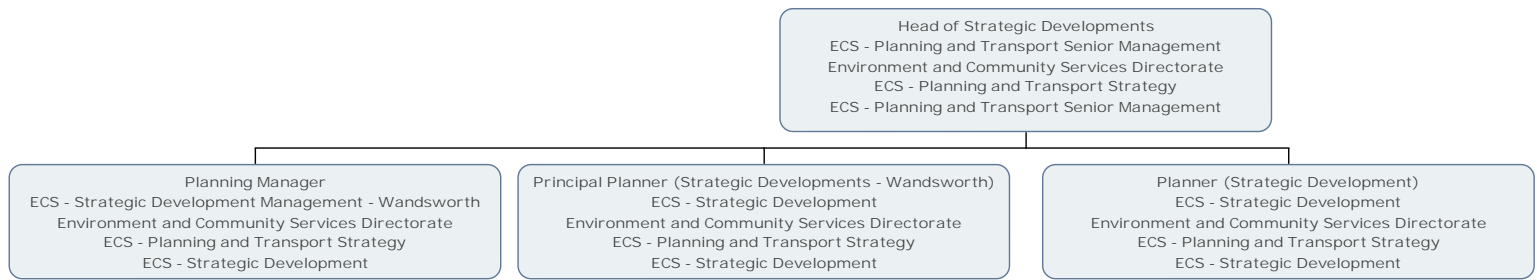 Head of Strategic Developments
ECS - Planning and Transport Senior Management
Environment and Community Services Directorate
ECS - Planning and Transport Strategy
ECS - Planning and Transport Senior Management
Planning Manager
ECS - Strategic Development Management - Wandsworth
Environment and Community Services Directorate
ECS - Planning and Transport Strategy
ECS - Strategic Development
Principal Planner (Strategic Developments - Wandsworth)
ECS - Strategic Development
Environment and Community Services Directorate
ECS - Planning and Transport Strategy
ECS - Strategic Development
Planner (Strategic Development)
ECS - Strategic Development
Environment and Community Services Directorate
ECS - Planning and Transport Strategy
ECS - Strategic Development